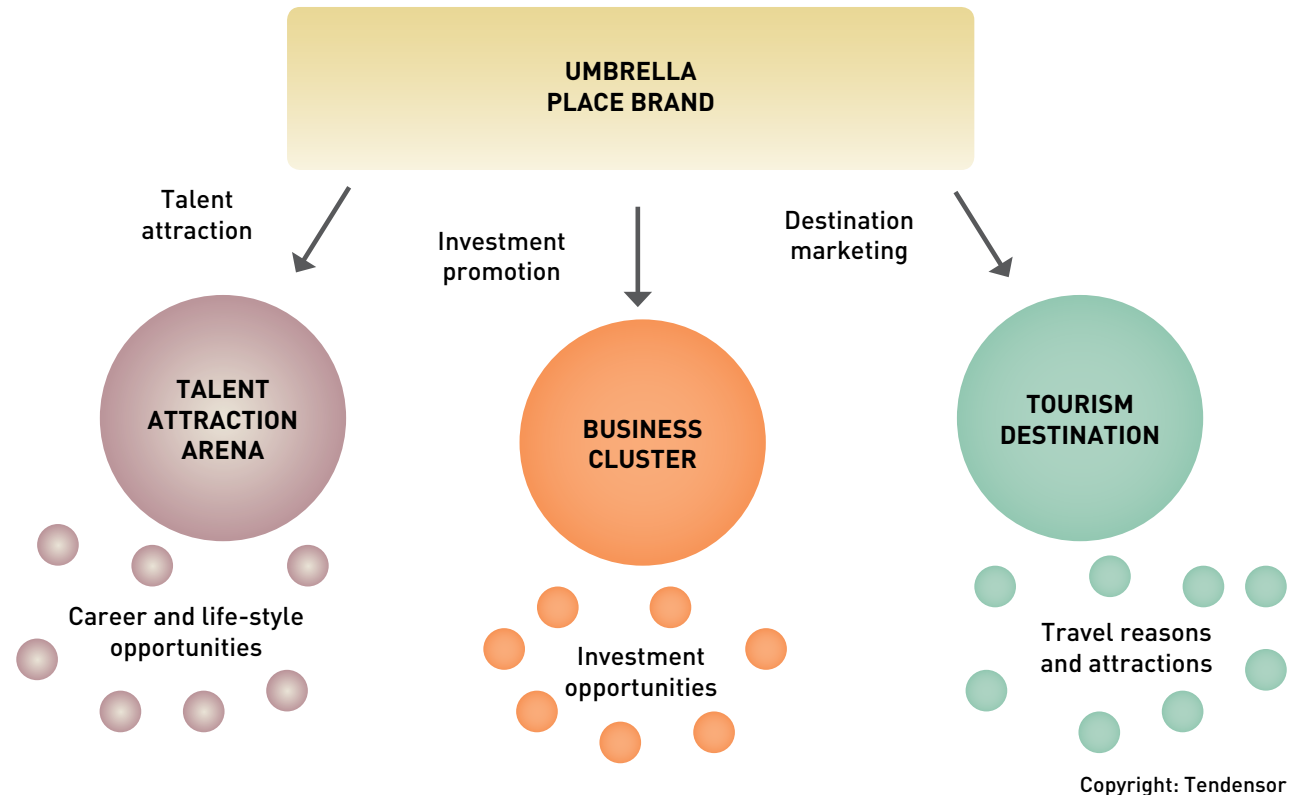 UMBRELLA
PLACE BRAND
Talent
attraction
Investment
promotion
Destination
marketing
TALENT
ATTRACTION
ARENA
BUSINESS
CLUSTER
TOURISM
DESTINATION
Career and life-style
opportunities
Investment
opportunities
Travel reasons
and attractions
Copyright: Tendensor